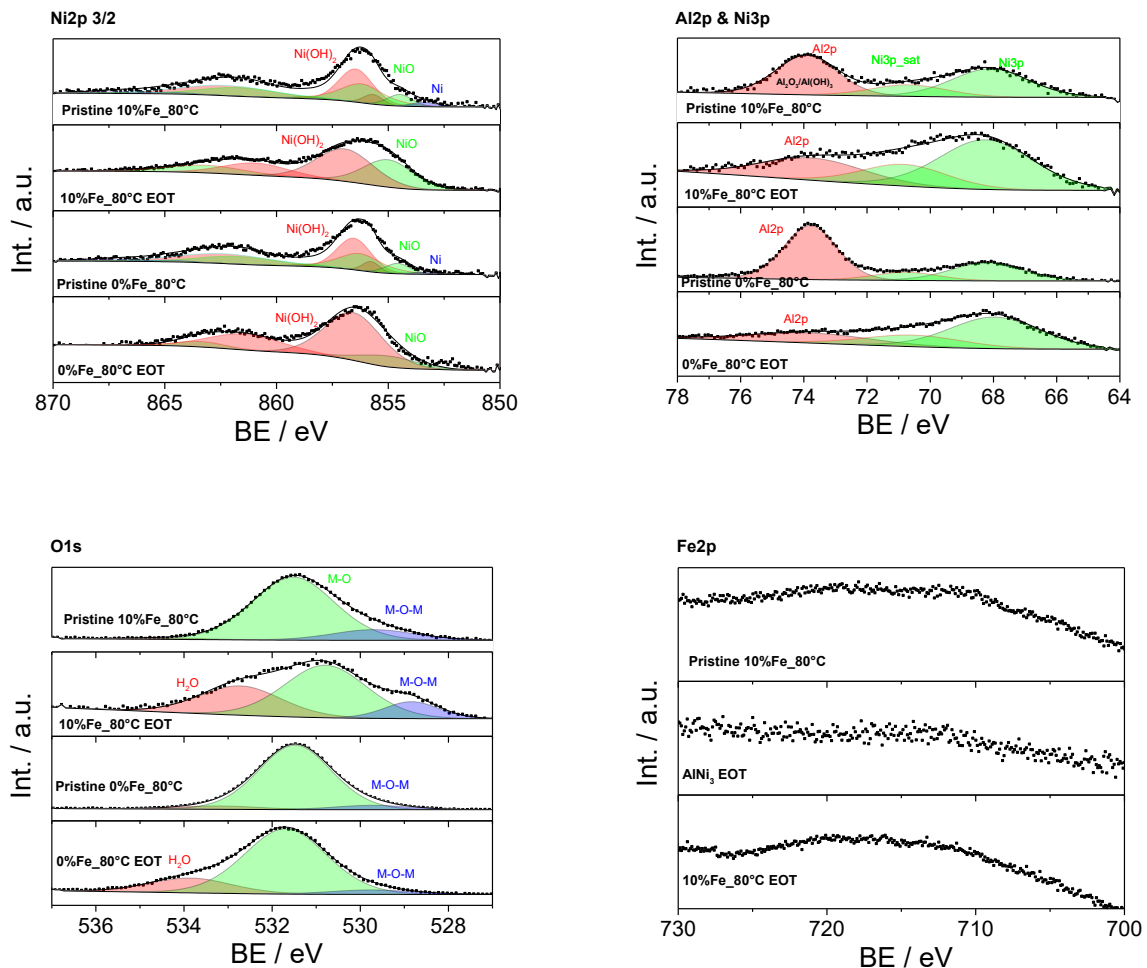 Ni2p 3/2
Ni(OH)2
NiO
Ni
Pristine 10%Fe_80°C
Ni(OH)2
NiO
10%Fe_80°C EOT
Ni(OH)2
NiO
Ni
Pristine 0%Fe_80°C
Ni(OH)2
NiO
0%Fe_80°C EOT
Int. / a.u.
870 865 860 855 850
BE / eV
Al2p & Ni3p
Al2p
Ni3p_sat
Ni3p
Al2O3/Al(OH)3
Pristine 10%Fe_80°C
Al2p
10%Fe_80°C EOT
Al2p
Pristine 0%Fe_80°C
Al2p
0%Fe_80°C EOT
Int. / a.u.
78 76 74 72 70 68 66 64
BE / eV
O1s
M-O
M-O-M
Pristine 10%Fe_80°C
H2O
M-O-M
10%Fe_80°C EOT
Pristine 0%Fe_80°C
M-O-M
0%Fe_80°C EOT
H2O
M-O-M
Int. / a.u.
536 534 532 530 528
BE / eV
Fe2p
Pristine 10%Fe_80°C
AlNi3 EOT
10%Fe_80°C EOT
Int. / a.u.
730 720 710 700
BE / eV